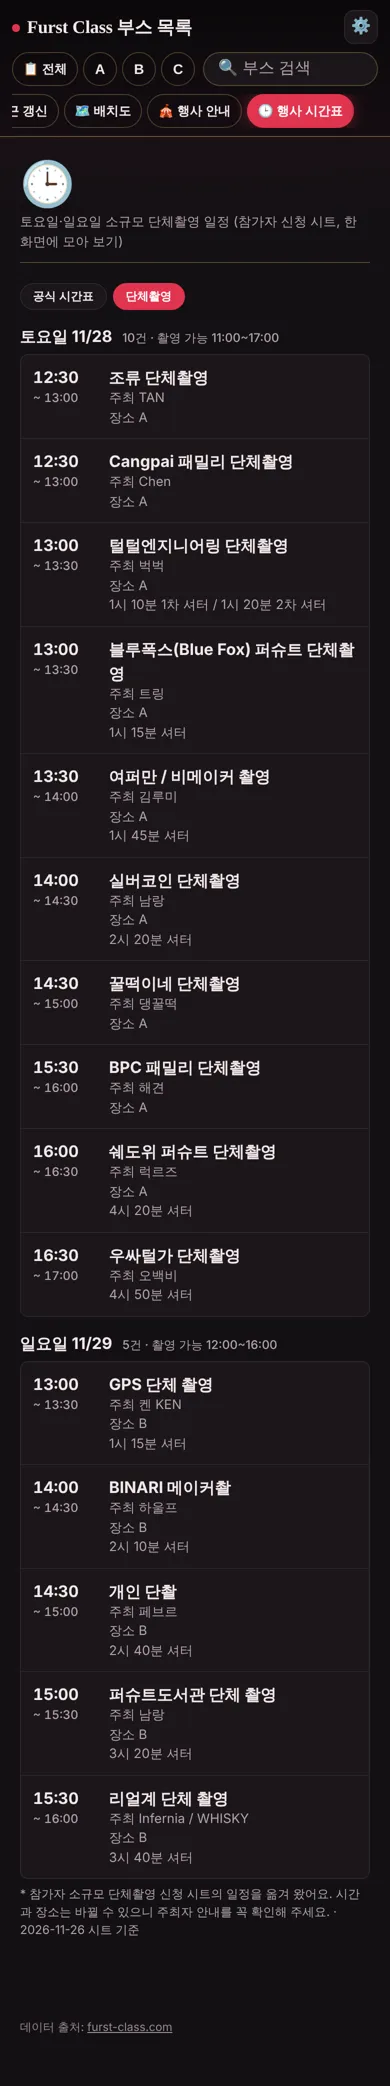 Furst Class 부스 목록
⚙️
📋 전체
A
B
C
🔍 부스 검색
근 갱신
🗺️ 배치도
🎪 행사 안내
🕒 행사 시간표
토요일·일요일 소규모 단체촬영 일정 (참가자 신청 시트, 한
화면에 모아 보기)
공식 시간표
단체촬영
토요일 11/28 10건 · 촬영 가능 11:00~17:00
12:30 조류 단체촬영
~ 13:00 주최 TAN
장소 A
12:30 Cangpai 패밀리 단체촬영
~ 13:00 주최 Chen
장소 A
13:00 털털엔지니어링 단체촬영
~ 13:30 주최 벅벅
장소 A
1시 10분 1차 셔터 / 1시 20분 2차 셔터
13:00 블루폭스(Blue Fox) 퍼슈트 단체촬
영
~ 13:30 주최 트링
장소 A
1시 15분 셔터
13:30 여퍼만 / 비메이커 촬영
~ 14:00 주최 김루미
장소 A
1시 45분 셔터
14:00 실버코인 단체촬영
~ 14:30 주최 남랑
장소 A
2시 20분 셔터
14:30 꿀떡이네 단체촬영
~ 15:00 주최 댕꿀떡
장소 A
15:30 BPC 패밀리 단체촬영
~ 16:00 주최 해견
장소 A
16:00 쉐도위 퍼슈트 단체촬영
~ 16:30 주최 럭르즈
장소 A
4시 20분 셔터
16:30 우싸털가 단체촬영
~ 17:00 주최 오백비
4시 50분 셔터
일요일 11/29 5건 · 촬영 가능 12:00~16:00
13:00 GPS 단체 촬영
~ 13:30 주최 켄 KEN
장소 B
1시 15분 셔터
14:00 BINARI 메이커촬
~ 14:30 주최 하울프
장소 B
2시 10분 셔터
14:30 개인 단촬
~ 15:00 주최 페브르
장소 B
2시 40분 셔터
15:00 퍼슈트도서관 단체 촬영
~ 15:30 주최 남랑
장소 B
3시 20분 셔터
15:30 리얼계 단체 촬영
~ 16:00 주최 Infernia / WHISKY
장소 B
3시 40분 셔터
* 참가자 소규모 단체촬영 신청 시트의 일정을 옮겨 왔어요. 시간
과 장소는 바뀔 수 있으니 주최자 안내를 꼭 확인해 주세요. ·
2026-11-26 시트 기준
데이터 출처: furst-class.com